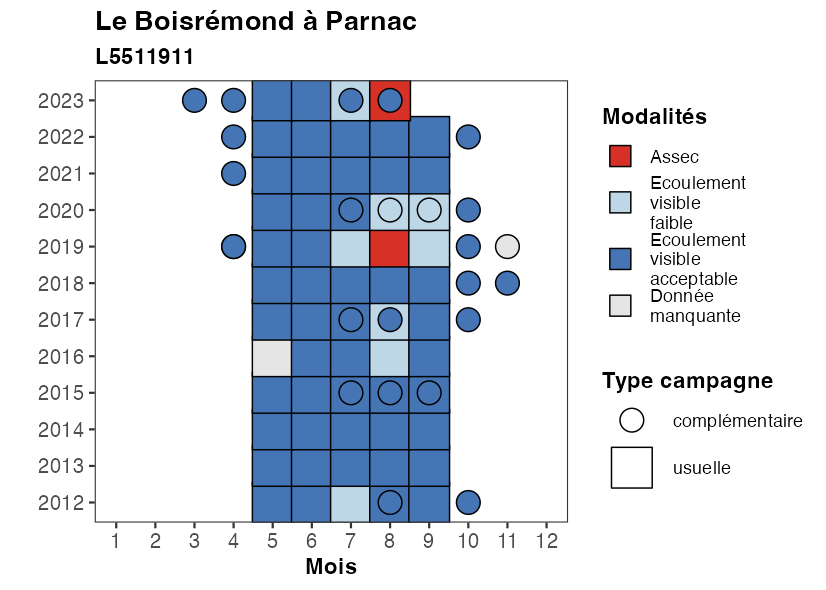 Le Boisrémond à Parnac
L5511911
2023
2022
2021
2020
2019
2018
2017
2016
2015
2014
2013
2012
1 2 3 4 5 6 7 8 9 10 11 12
Mois
Modalités
Assec
Ecoulement
visible
faible
Ecoulement
visible
acceptable
Donnée
manquante
Type campagne
complémentaire
usuelle